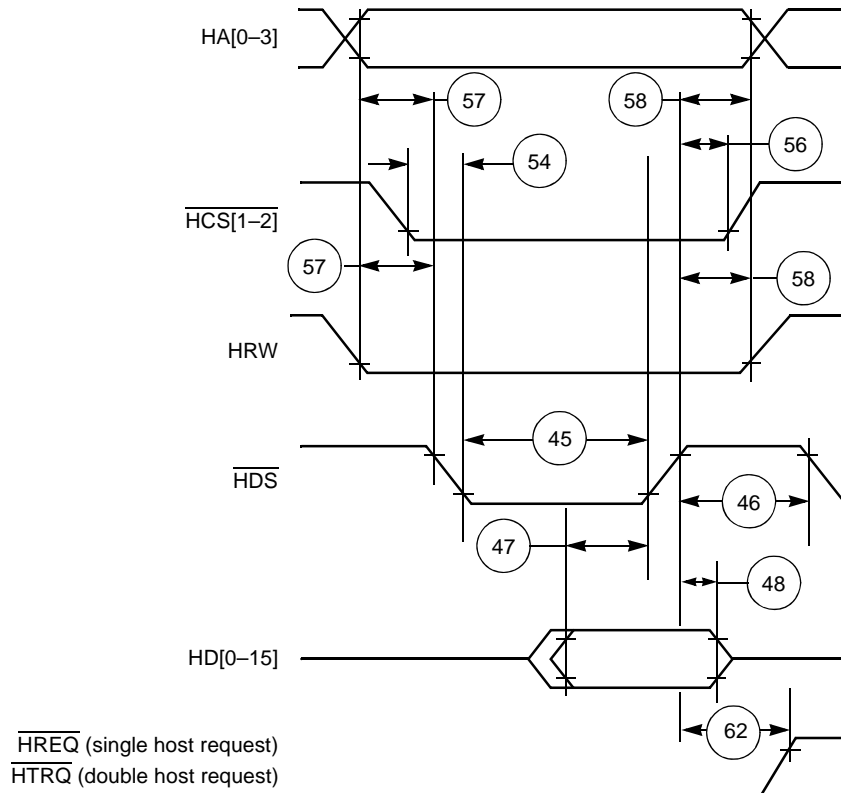 HA[0–3]
57
58
56
54
HCS[1–2]
57
58
HRW
45
HDS
46
47
48
HD[0–15]
62
HREQ (single host request)
HTRQ (double host request)